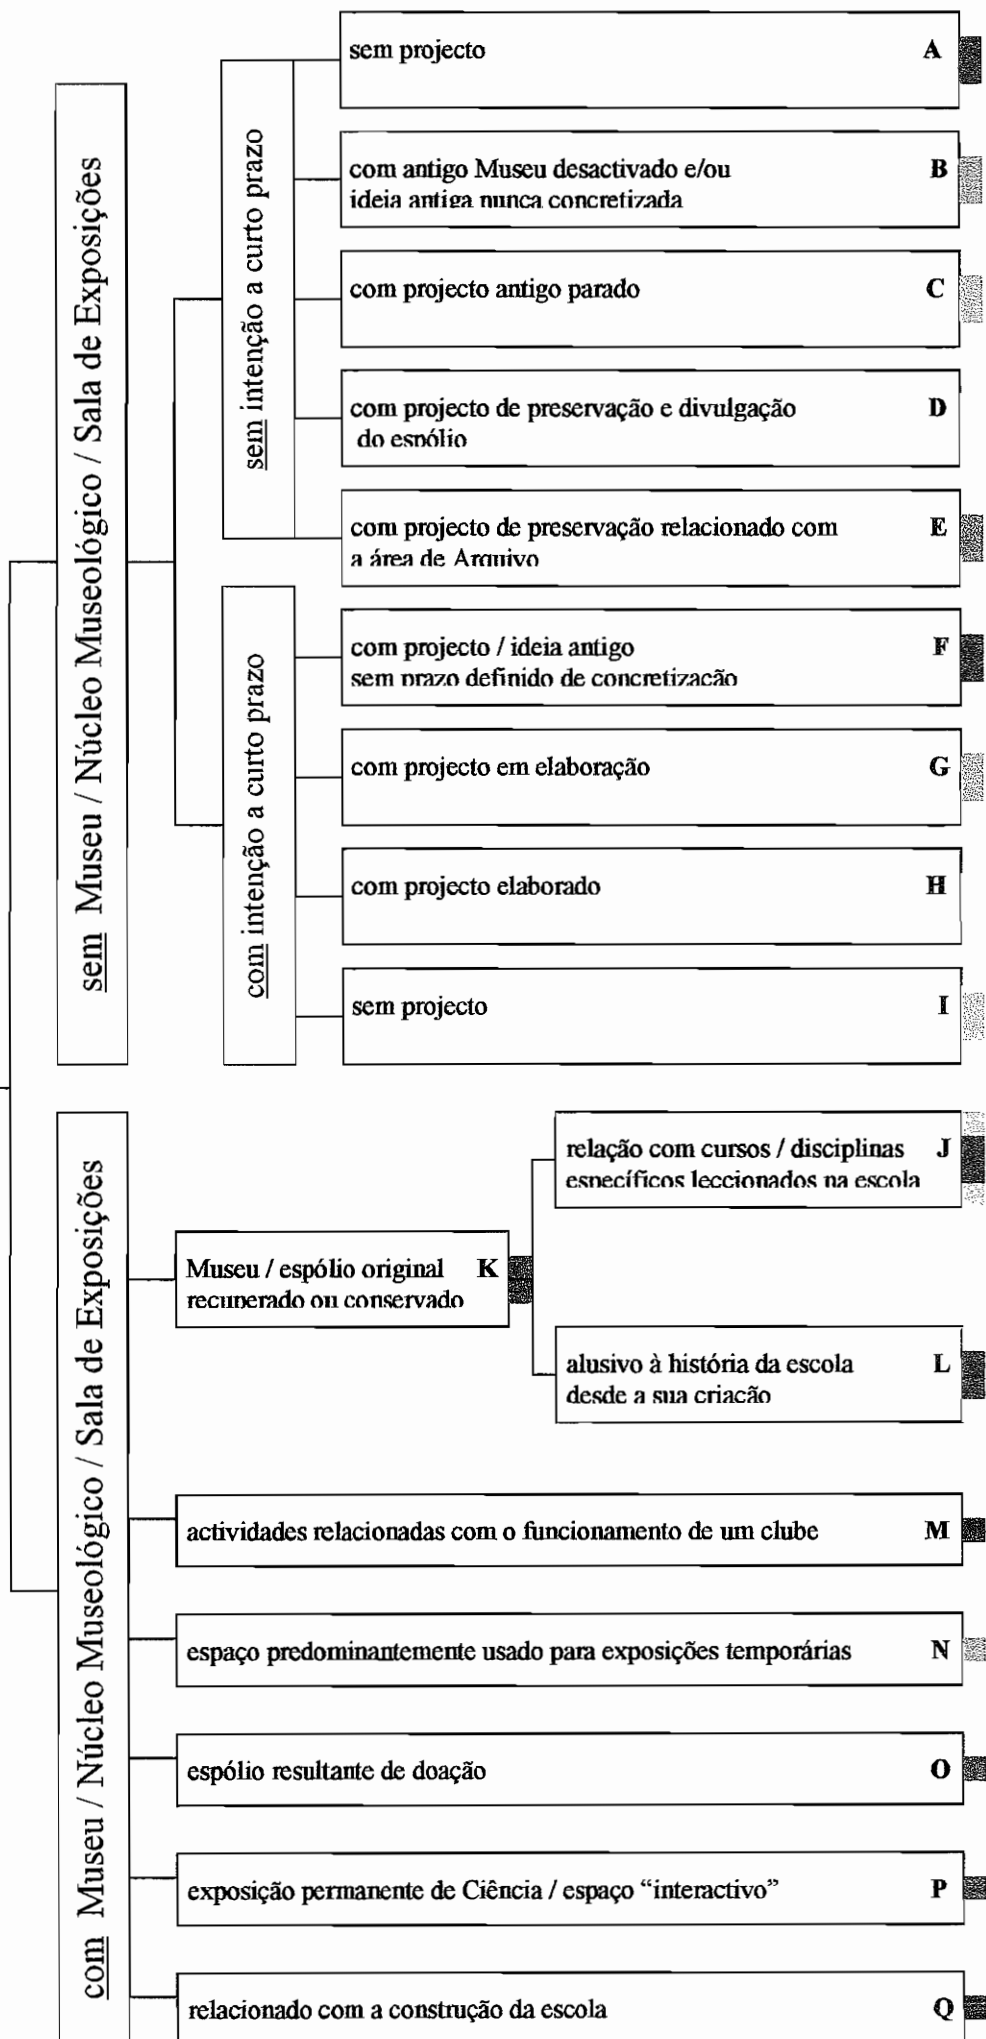 sem Museu / Núcleo Museológico / Sala de Exposições
sem intenção a curto prazo
sem projecto A
com antigo Museu desactivado e/ou B
ideia antiga nunca concretizada
com projecto antigo parado C
com projecto de preservação e divulgação D
do espólio
com projecto de preservação relacionado com E
a área de Arquivo
com intenção a curto prazo
com projecto / ideia antigo F
sem prazo definido de concretização
com projecto em elaboração G
com projecto elaborado H
sem projecto I
com Museu / Núcleo Museológico / Sala de Exposições
Museu / espólio original K
recuperado ou conservado
relação com cursos / disciplinas J
específicos leccionados na escola
alusivo à história da escola L
desde a sua criação
actividades relacionadas com o funcionamento de um clube M
espaço predominantemente usado para exposições temporárias N
espólio resultante de doação O
exposição permanente de Ciência / espaço “interactivo” P
relacionado com a construção da escola Q